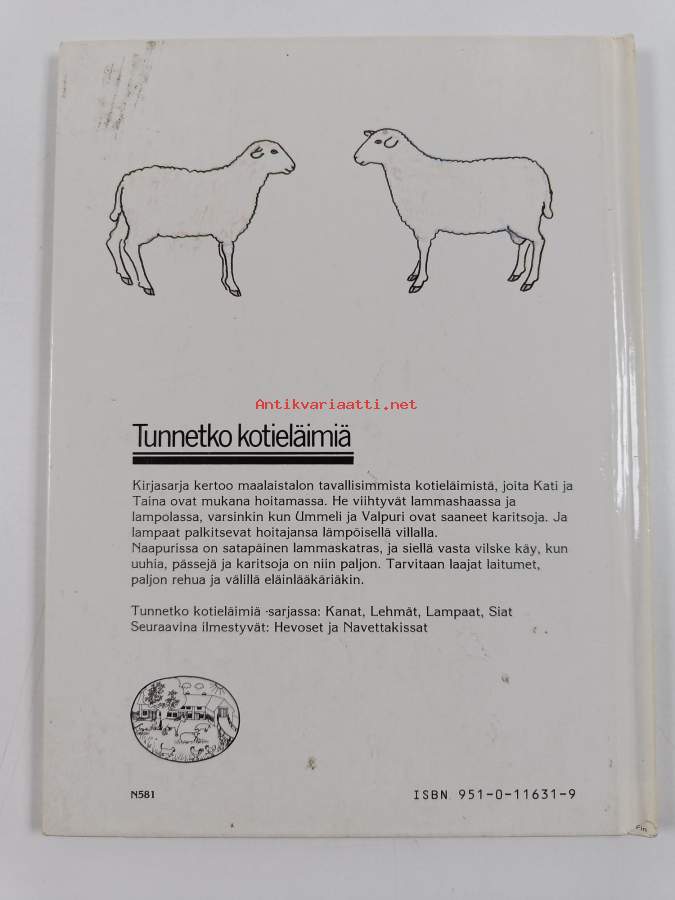 Antikvariaatti.net
Tunnetko kotieläimiä
Kirjasarja kertoo maalaistalon tavallisimmista kotieläimistä, joita Kati ja
Taina ovat mukana hoitamassa. He viihtyvät lammashaassa ja
lampolassa, varsinkin kun Ummeli ja Valpuri ovat saaneet karitsoja. Ja
lampaat palkitsevat hoitajansa lämpöisellä villalla.
Naapurissa on satapäinen lammaskatras, ja siellä vasta vilske käy, kun
uuhia, pässejä ja karitsoja on niin paljon. Tarvitaan laajat laitumet,
paljon rehua ja välillä eläinlääkäriäkin.
Tunnetko kotieläimiä -sarjassa: Kanat, Lehmät, Lampaat, Siat
Seuraavina ilmestyvät: Hevoset ja Navettakissat
N581
ISBN 951-0-11631-9
Fin